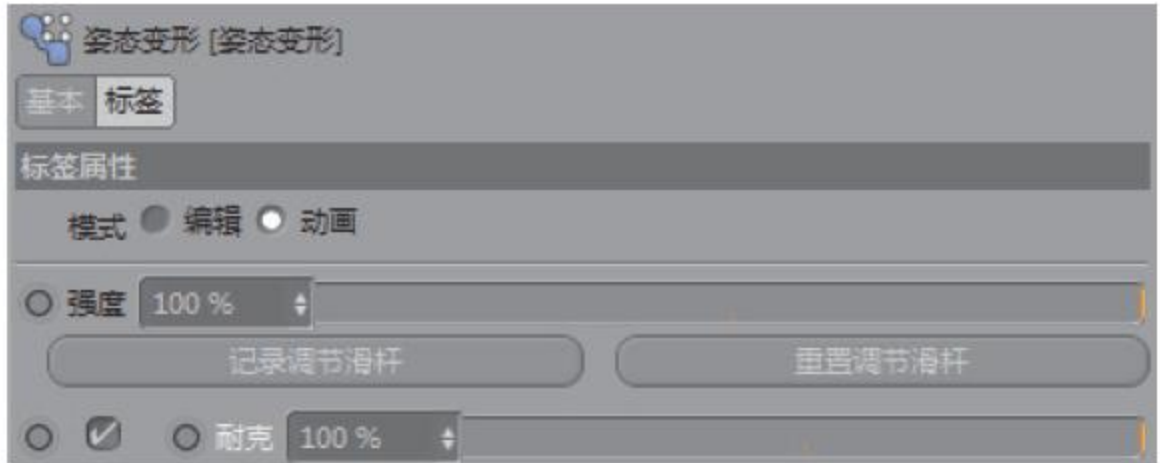 姿态变形 [姿态变形]
基本 标签
标签属性
模式 编辑 动画
强度 100 %
记录调节滑杆 重置调节滑杆
耐克 100 %